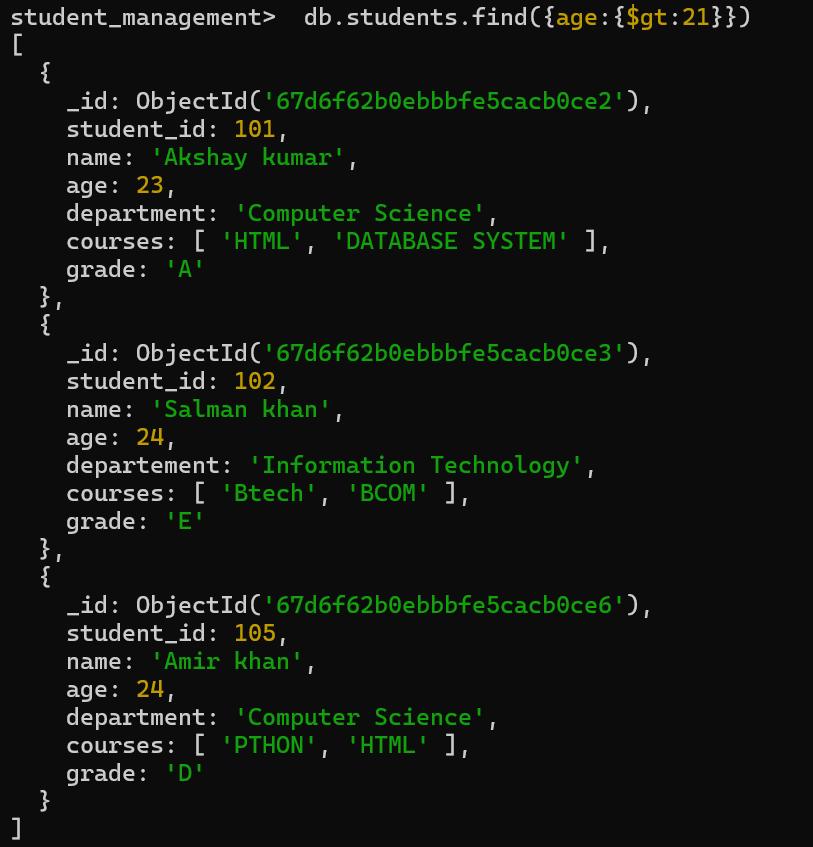 student_management>  db.students.find({age:{$gt:21}})
[
  {
    _id: ObjectId('67d6f62b0ebbbfe5cacb0ce2'),
    student_id: 101,
    name: 'Akshay kumar',
    age: 23,
    department: 'Computer Science',
    courses: [ 'HTML', 'DATABASE SYSTEM' ],
    grade: 'A'
  },
  {
    _id: ObjectId('67d6f62b0ebbbfe5cacb0ce3'),
    student_id: 102,
    name: 'Salman khan',
    age: 24,
    departement: 'Information Technology',
    courses: [ 'Btech', 'BCOM' ],
    grade: 'E'
  },
  {
    _id: ObjectId('67d6f62b0ebbbfe5cacb0ce6'),
    student_id: 105,
    name: 'Amir khan',
    age: 24,
    department: 'Computer Science',
    courses: [ 'PTHON', 'HTML' ],
    grade: 'D'
  }
]